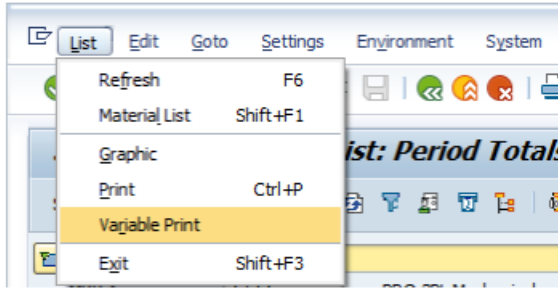 List Edit Goto Settings Environment System
Refresh F6
Material List Shift+F1
ist: Period Totals
Graphic
Print Ctrl+P
Variable Print
Exit Shift+F3